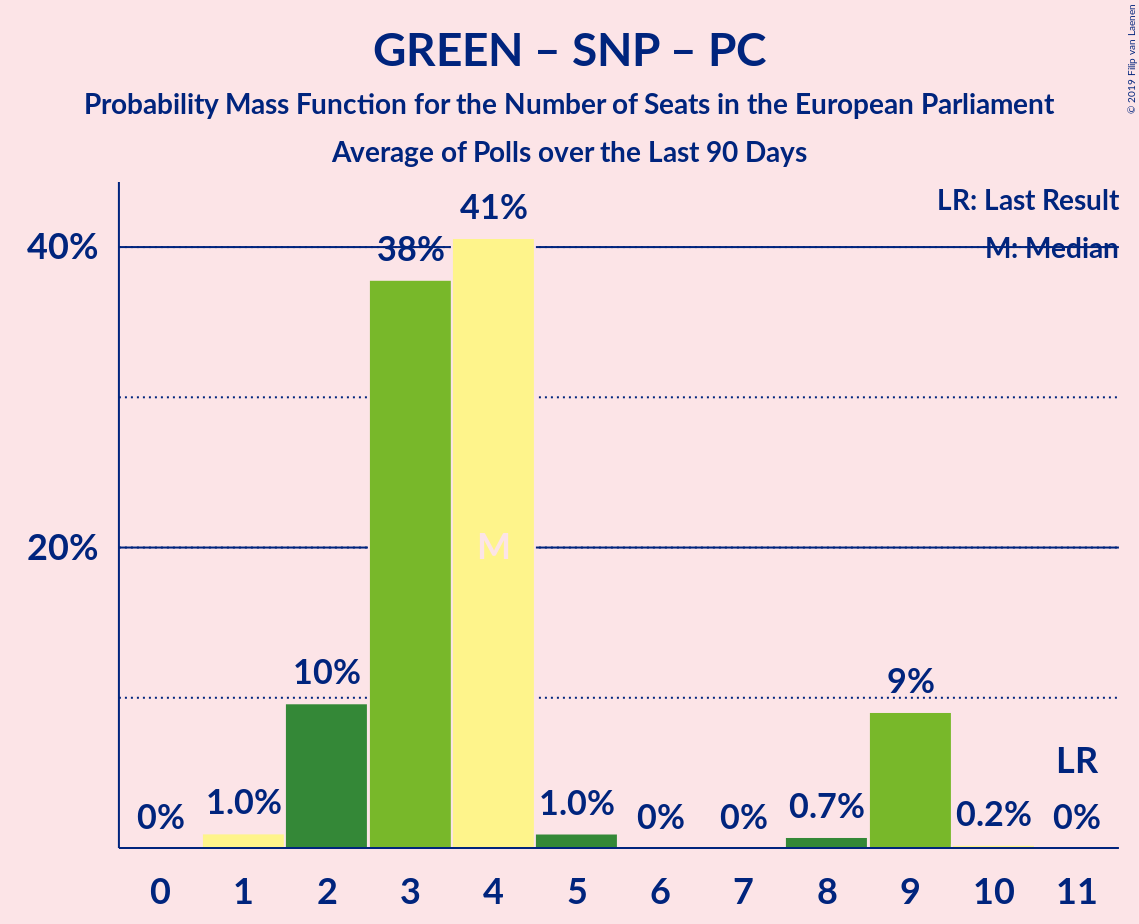 GREEN – SNP – PC
Probability Mass Function for the Number of Seats in the European Parliament
Average of Polls over the Last 90 Days
© 2019 Filip van Laenen
LR: Last Result
M: Median
40%
20%
0%
1.0%
10%
38%
41%
M
1.0%
0%
0%
0.7%
9%
0.2%
LR
0%
0 1 2 3 4 5 6 7 8 9 10 11